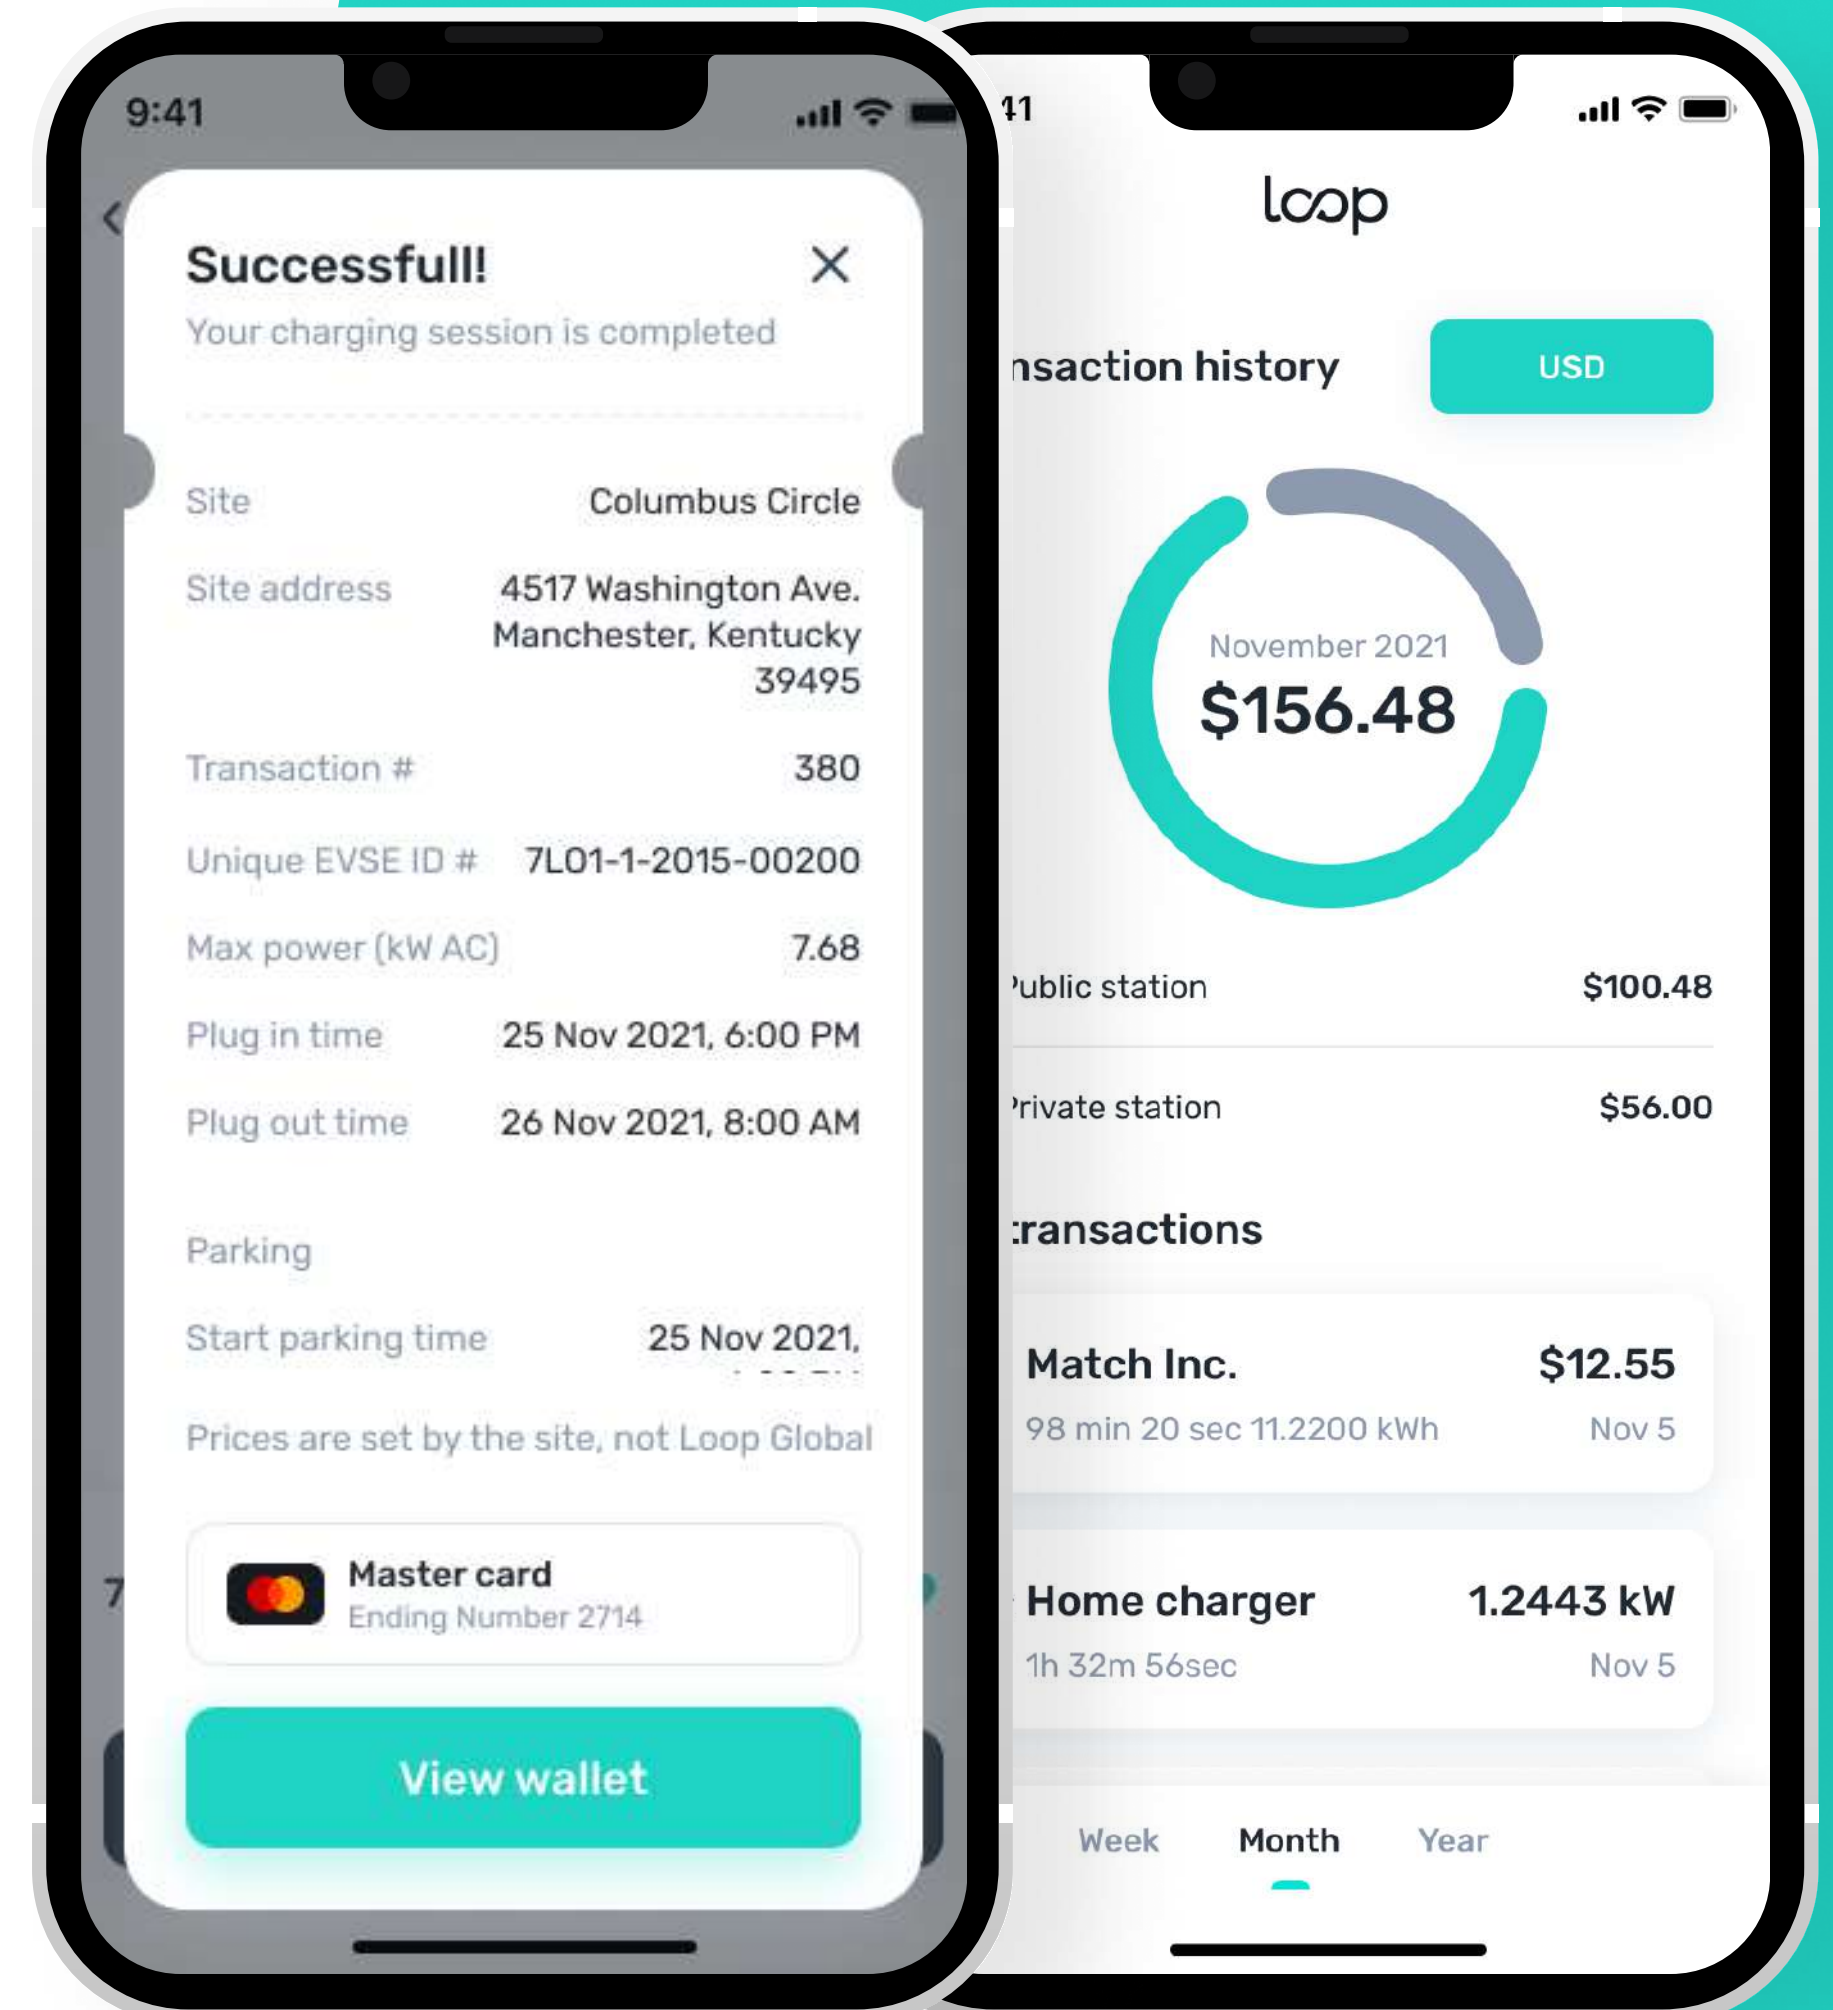 9:41
Successfull!
Your charging session is completed
Site Columbus Circle
Site address 4517 Washington Ave.
Manchester, Kentucky
39495
Transaction # 380
Unique EVSE ID # 7LO1-1-2015-00200
Max power (kW AC) 7.68
Plug in time 25 Nov 2021, 6:00 PM
Plug out time 26 Nov 2021, 8:00 AM
Parking
Start parking time 25 Nov 2021,
Prices are set by the site, not Loop Global
7
Master card
Ending Number 2714
View wallet
41
loop
nsaction history
USD
November 2021
$156.48
Public station $100.48
Private station $56.00
transactions
Match Inc. $12.55
98 min 20 sec 11.2200 kWh Nov 5
Home charger 1.2443 kW
1h 32m 56sec Nov 5
Week Month Year